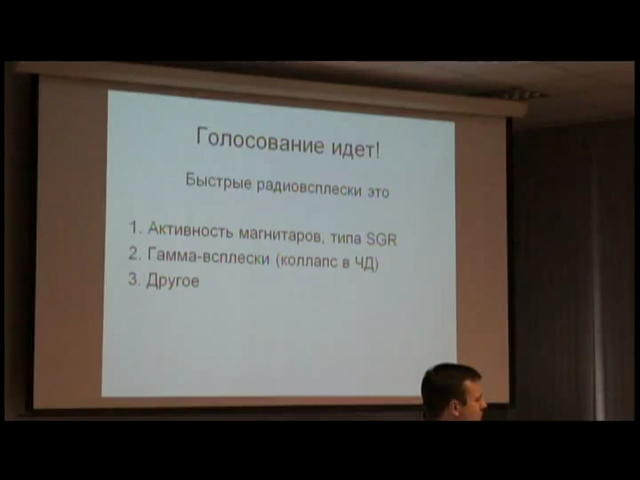 Голосование идет!
Быстрые радиовсплески это
1. Активность магнитаров, типа SGR
2. Гамма-всплески (коллапс в ЧД)
3. Другое